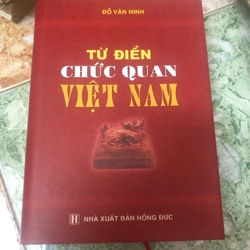 ĐỖ VĂN NINH
TỪ ĐIỂN
CHỨC QUAN
VIỆT NAM
H NHÀ XUẤT BẢN HỒNG ĐỨC